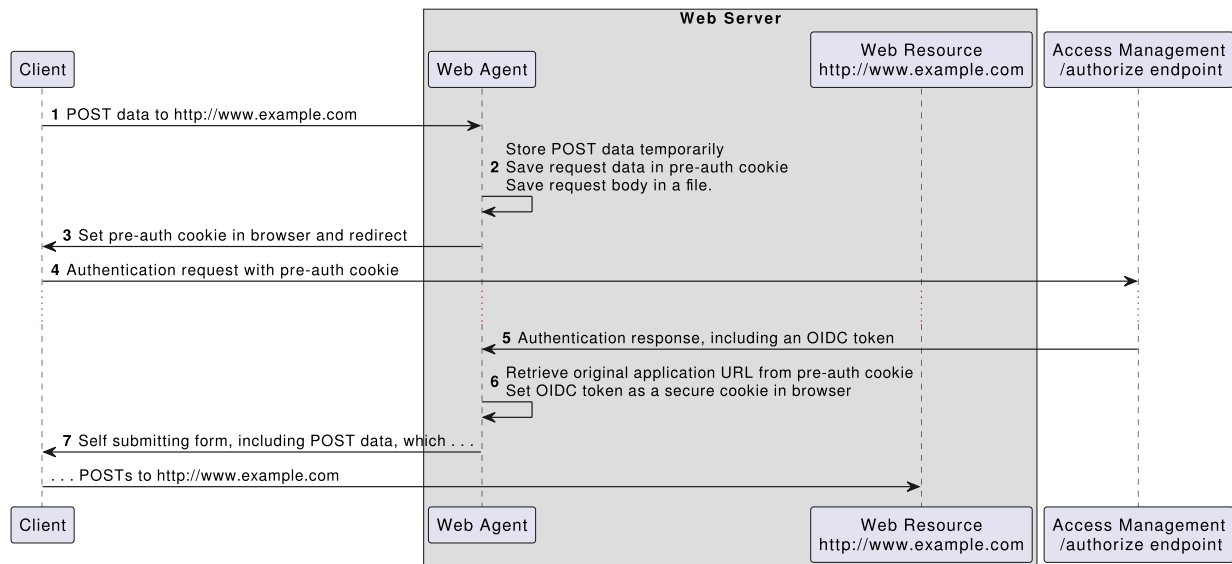 Web Server
Client
Web Agent
Web Resource
http://www.example.com
Access Management
/authorize endpoint
1 POST data to http://www.example.com
Store POST data temporarily
2 Save request data in pre-auth cookie
Save request body in a file.
3 Set pre-auth cookie in browser and redirect
4 Authentication request with pre-auth cookie
5 Authentication response, including an OIDC token
6 Retrieve original application URL from pre-auth cookie
Set OIDC token as a secure cookie in browser
7 Self submitting form, including POST data, which . . .
. . . POSTs to http://www.example.com
Client
Web Agent
Web Resource
http://www.example.com
Access Management
/authorize endpoint